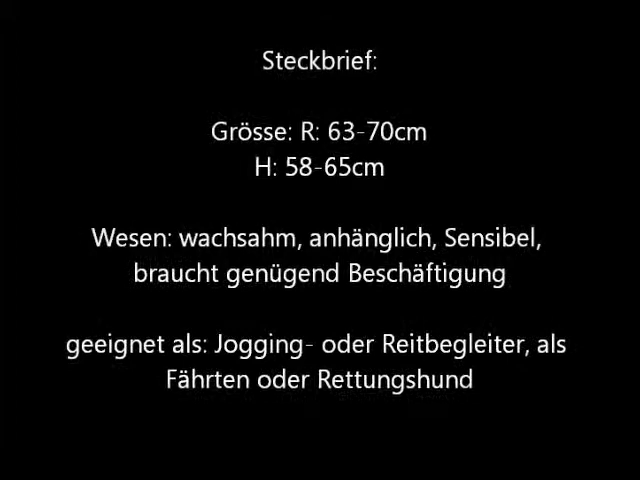 Steckbrief:
Grösse: R: 63-70cm
H: 58-65cm
Wesen: wachsahm, anhänglich, Sensibel,
braucht genügend Beschäftigung
geeignet als: Jogging- oder Reitbegleiter, als
Fährten oder Rettungshund